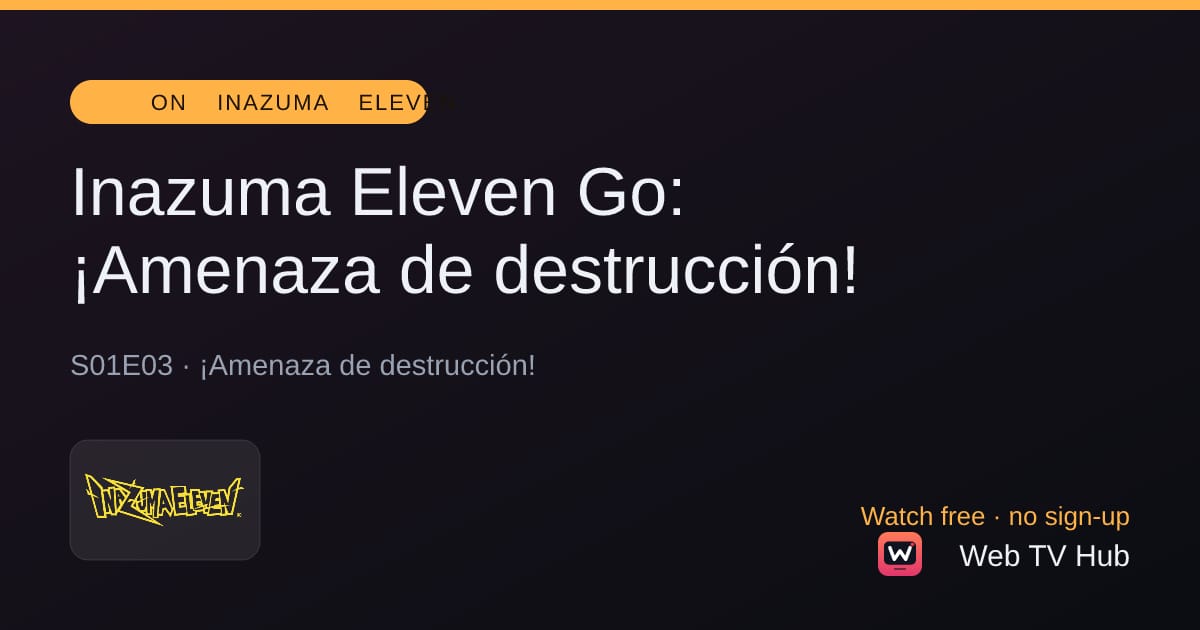 ON INAZUMA ELEVEN
Inazuma Eleven Go:
¡Amenaza de destrucción!
S01E03 · ¡Amenaza de destrucción!
INAZUMA ELEVEN
Watch free · no sign-up
W
Web TV Hub